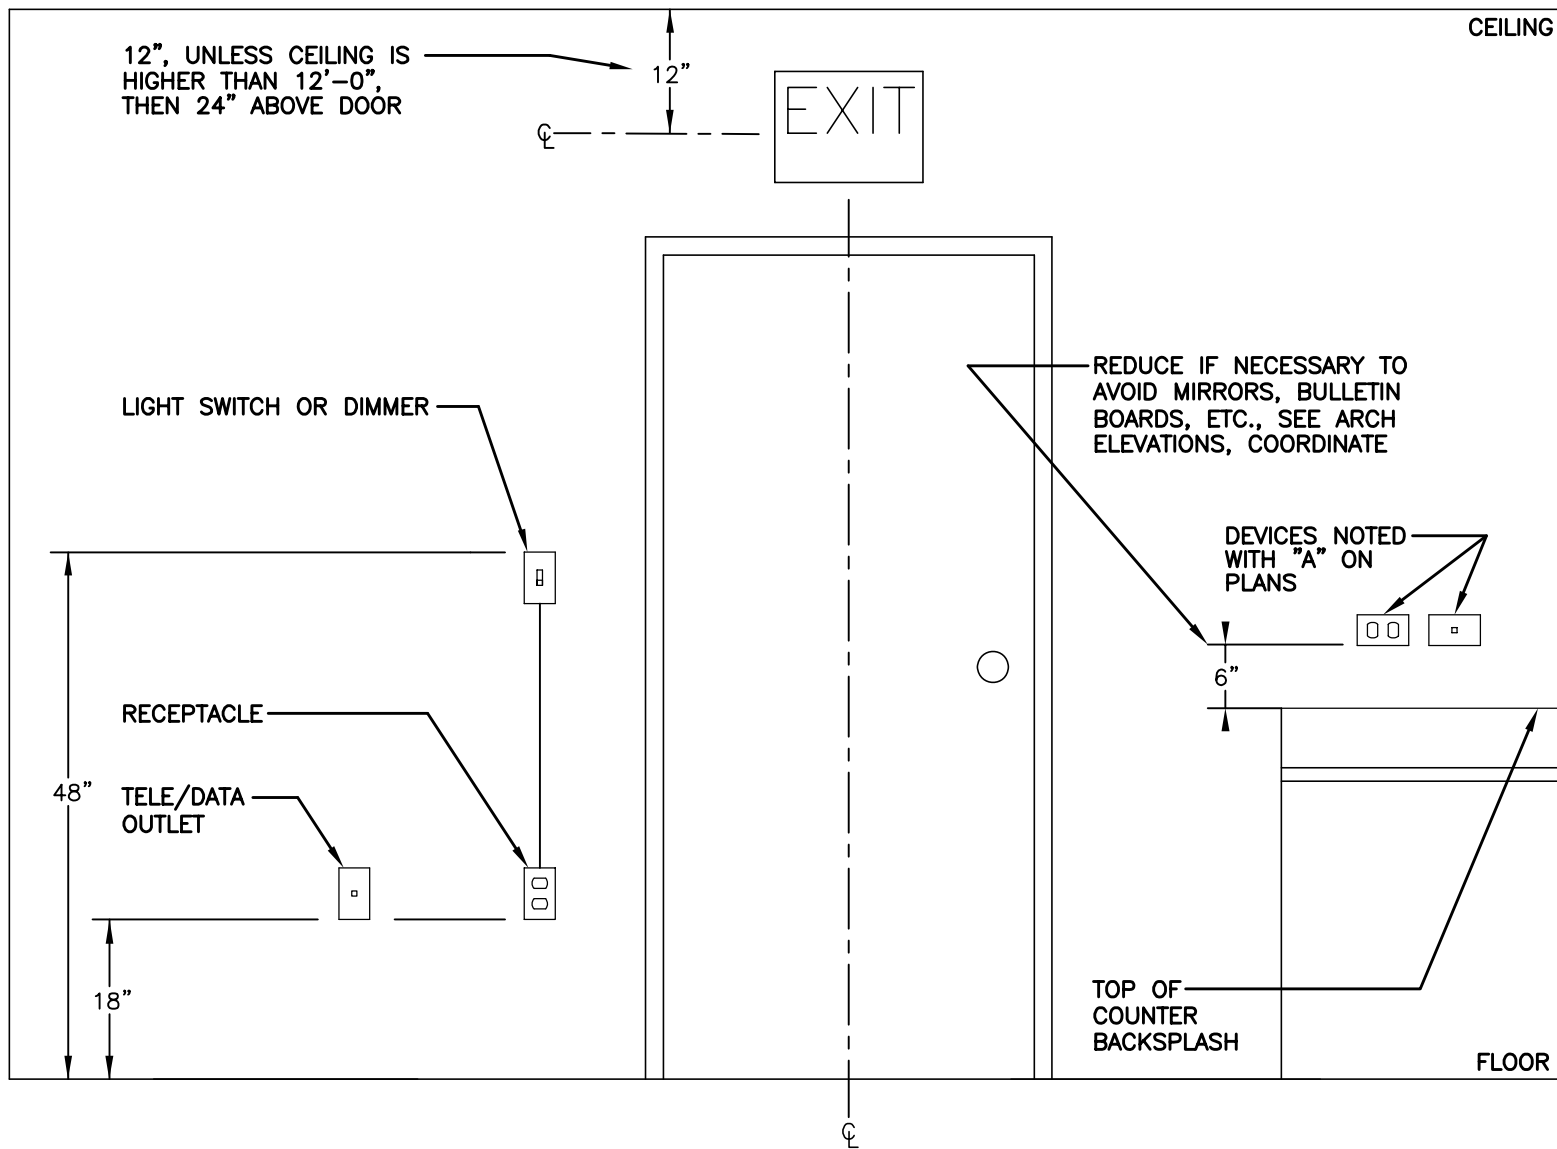 CEILING
12", UNLESS CEILING IS
HIGHER THAN 12'-0",
THEN 24" ABOVE DOOR
12"
EXIT
℄
REDUCE IF NECESSARY TO
AVOID MIRRORS, BULLETIN
BOARDS, ETC., SEE ARCH
ELEVATIONS, COORDINATE
LIGHT SWITCH OR DIMMER
DEVICES NOTED
WITH "A" ON
PLANS
6"
RECEPTACLE
48"
TELE/DATA
OUTLET
18"
TOP OF
COUNTER
BACKSPLASH
FLOOR
℄